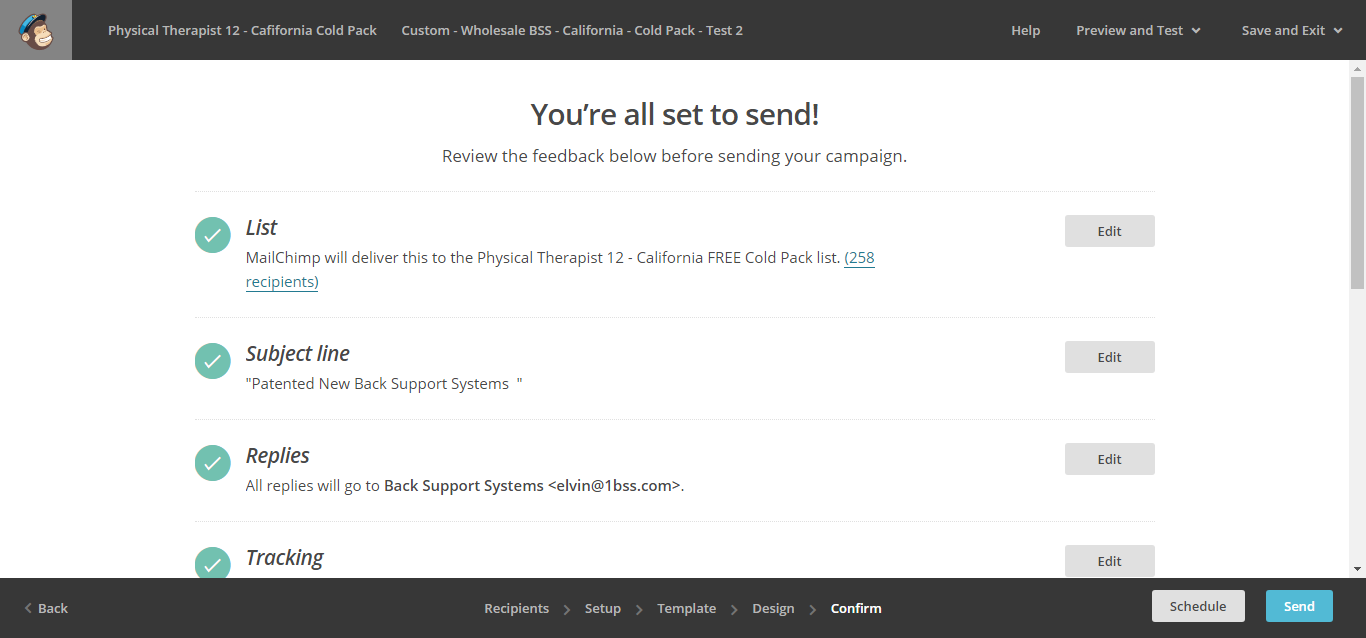 Physical Therapist 12 - Cafifornia Cold Pack Custom - Wholesale BSS - California - Cold Pack - Test 2 Help Preview and Test Save and Exit
You're all set to send!
Review the feedback below before sending your campaign.
List Edit
MailChimp will deliver this to the Physical Therapist 12 - California FREE Cold Pack list. (258
recipients)
Subject line Edit
"Patented New Back Support Systems "
Replies Edit
All replies will go to Back Support Systems <elvin@1bss.com>.
Tracking Edit
Back Recipients Setup Template Design Confirm Schedule Send